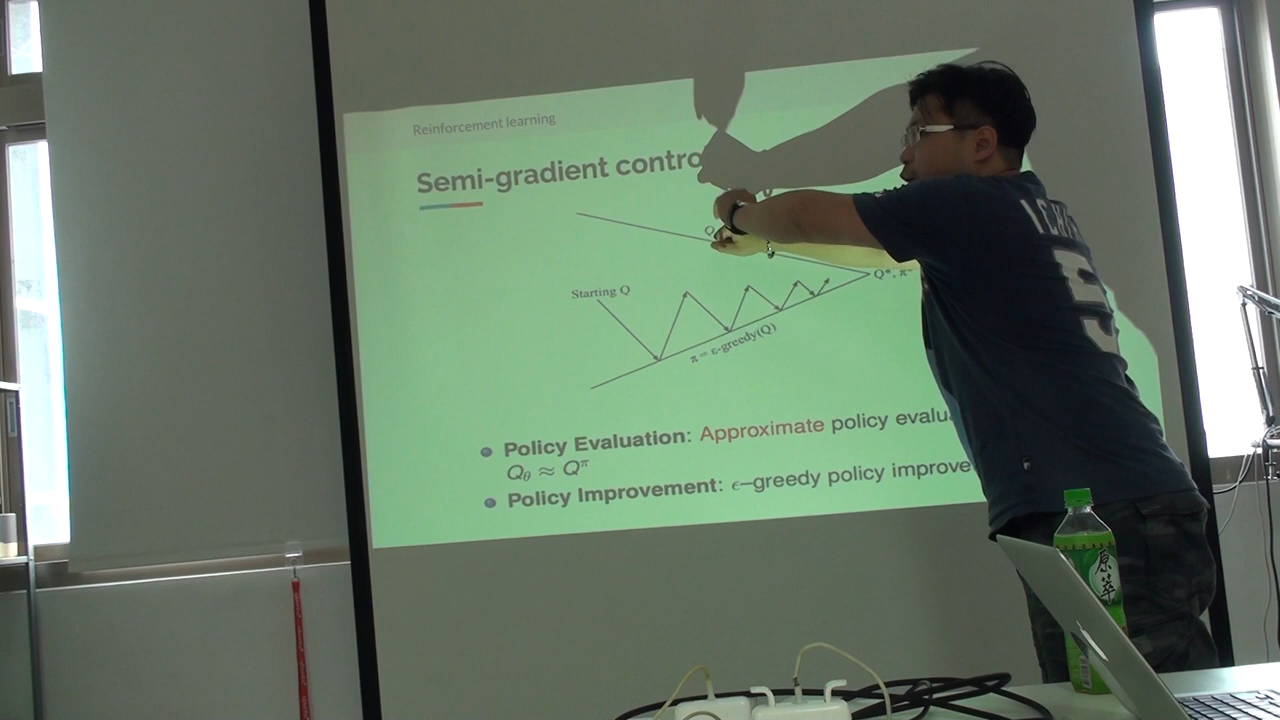 Reinforcement learning
Semi-gradient contro
Q
Starting Q
Q*, π*
π = ε-greedy(Q)
Policy Evaluation: Approximate policy evalu
Qθ ≈ Qπ
Policy Improvement: ϵ–greedy policy improve
原萃